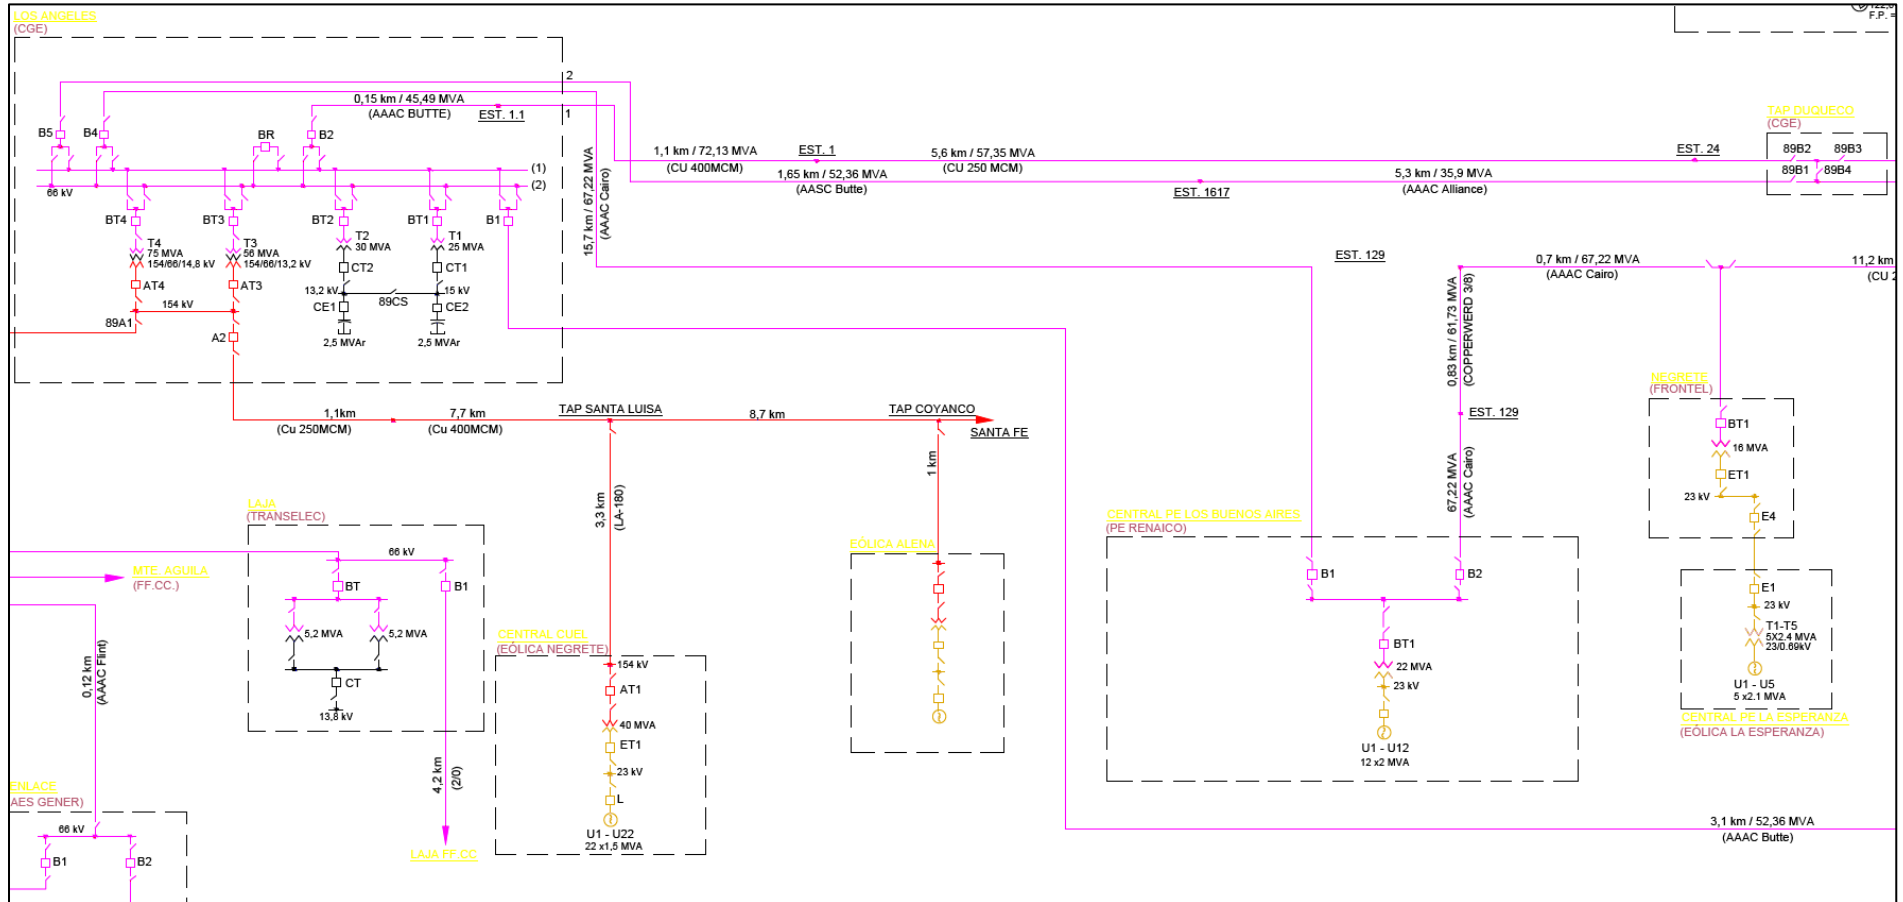 LOS ANGELES
(CGE)
2
0,15 km / 45,49 MVA
(AAAC BUTTE)
EST. 1.1
1
B5
B4
BR
B2
(1)
(2)
66 kV
BT4
BT3
BT2
BT1
B1
T4
75 MVA
154/66/14,8 kV
T3
56 MVA
154/66/13,2 kV
T2
30 MVA
T1
25 MVA
CT2
CT1
AT4
AT3
13,2 kV
15 kV
89CS
154 kV
CE1
CE2
89A1
A2
2,5 MVAr
2,5 MVAr
15,7 km / 67,22 MVA
(AAAC Cairo)
1,1 km / 72,13 MVA
(CU 400MCM)
EST. 1
5,6 km / 57,35 MVA
(CU 250 MCM)
EST. 24
1,65 km / 52,36 MVA
(AASC Butte)
EST. 1617
5,3 km / 35,9 MVA
(AAAC Alliance)
F.P. =
TAP DUQUECO
(CGE)
89B2
89B3
89B1
89B4
EST. 129
0,7 km / 67,22 MVA
(AAAC Cairo)
11,2 km
0,83 km / 61,73 MVA
(COPPERWERD 3/8)
EST. 129
67,22 MVA
(AAAC Cairo)
NEGRETE
(FRONTEL)
BT1
16 MVA
ET1
23 kV
E4
E1
23 kV
T1-T5
5X2.4 MVA
23/0.69kV
U1 - U5
5 x2.1 MVA
CENTRAL PE LA ESPERANZA
(EÓLICA LA ESPERANZA)
1,1km
(Cu 250MCM)
7,7 km
(Cu 400MCM)
TAP SANTA LUISA
8,7 km
TAP COYANCO
SANTA FE
3,3 km
(LA-180)
1 km
LAJA
(TRANSELEC)
66 kV
BT
B1
5,2 MVA
5,2 MVA
CT
13,8 kV
MTE. AGUILA
(FF.CC.)
0,12 km
(AAAC Flint)
4,2 km
(2/0)
LAJA FF.CC
CENTRAL CUEL
(EÓLICA NEGRETE)
154 kV
AT1
40 MVA
ET1
23 kV
L
U1 - U22
22 x1,5 MVA
EÓLICA ALENA
CENTRAL PE LOS BUENOS AIRES
(PE RENAICO)
B1
B2
BT1
22 MVA
23 kV
U1 - U12
12 x2 MVA
3,1 km / 52,36 MVA
(AAAC Butte)
ENLACE
AES GENER)
66 kV
B1
B2